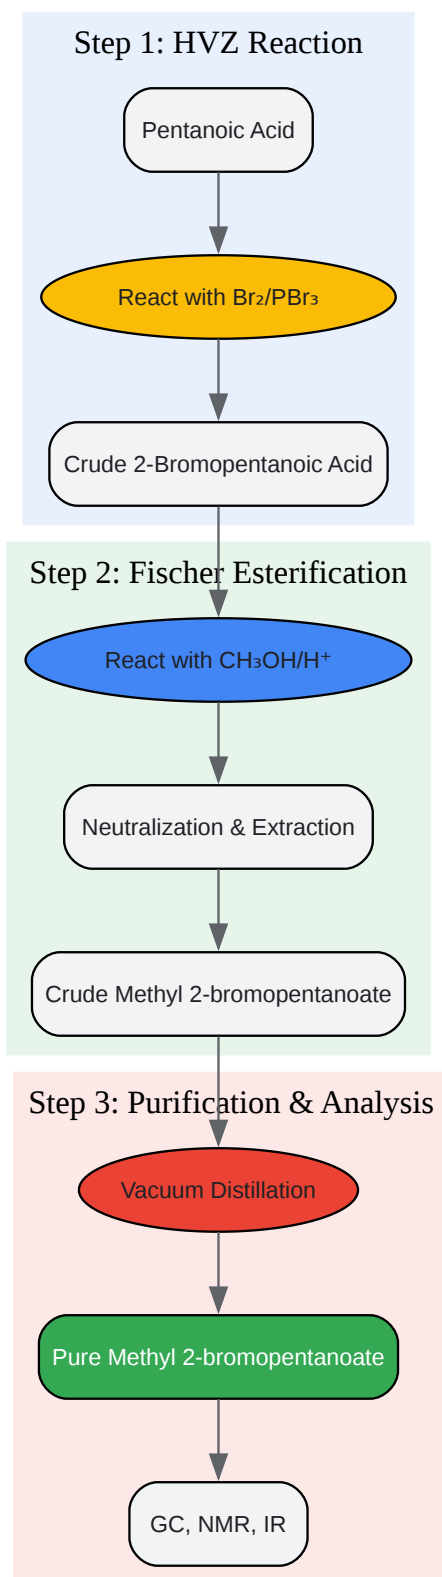 Step 1: HVZ Reaction
Pentanoic Acid
React with Br₂/PBr₃
Crude 2-Bromopentanoic Acid
Step 2: Fischer Esterification
React with CH₃OH/H⁺
Neutralization & Extraction
Crude Methyl 2-bromopentanoate
Step 3: Purification & Analysis
Vacuum Distillation
Pure Methyl 2-bromopentanoate
GC, NMR, IR